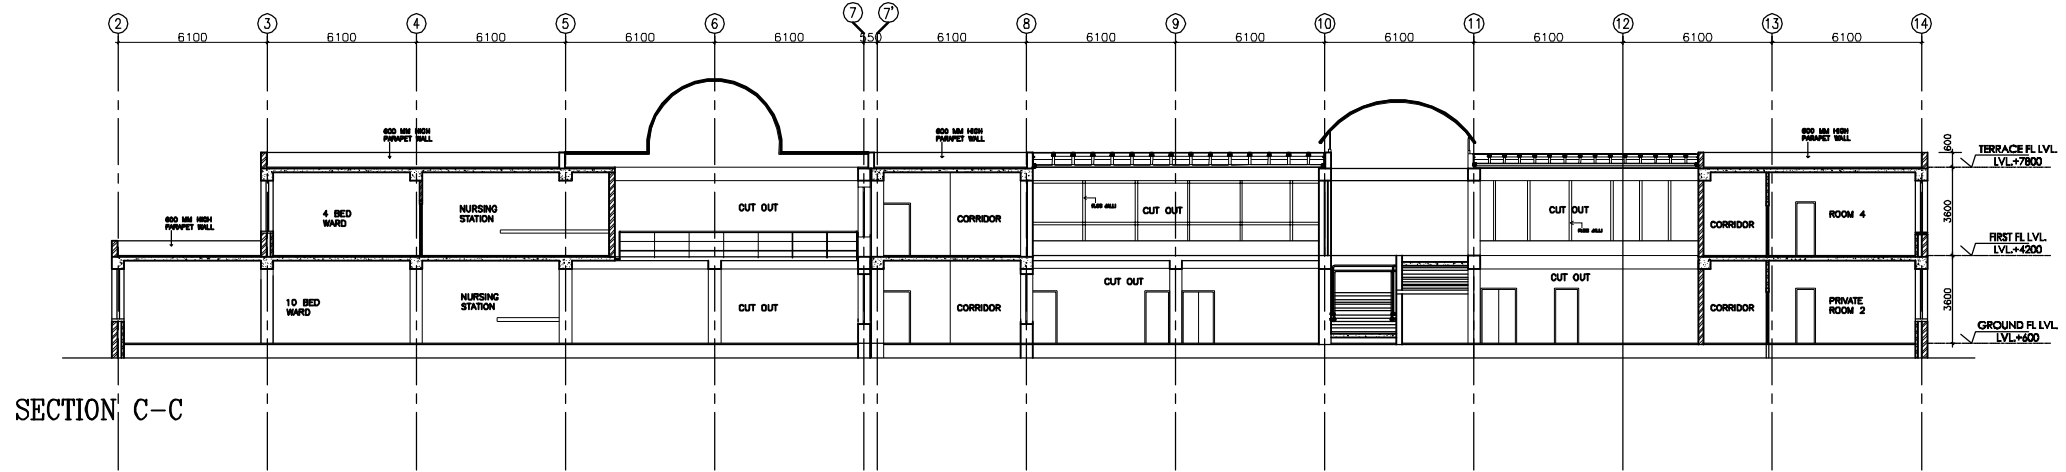 2 3 4 5 6 7 7' 8 9 10 11 12 13 14
6100 6100 6100 6100 6100 550 6100 6100 6100 6100 6100 6100 6100
600 MM HIGH
PARAPET WALL
600 MM HIGH
PARAPET WALL
600 MM HIGH
PARAPET WALL
600
TERRACE FL LVL.
LVL.+7800
600 MM HIGH
PARAPET WALL
4 BED
WARD
NURSING
STATION
CUT OUT
CORRIDOR
CUT OUT
CUT OUT
CORRIDOR
ROOM 4
3600
FIRST FL LVL.
LVL.+4200
10 BED
WARD
NURSING
STATION
CUT OUT
CORRIDOR
CUT OUT
CUT OUT
CORRIDOR
PRIVATE
ROOM 2
3600
GROUND FL LVL.
LVL.+600
SECTION C-C